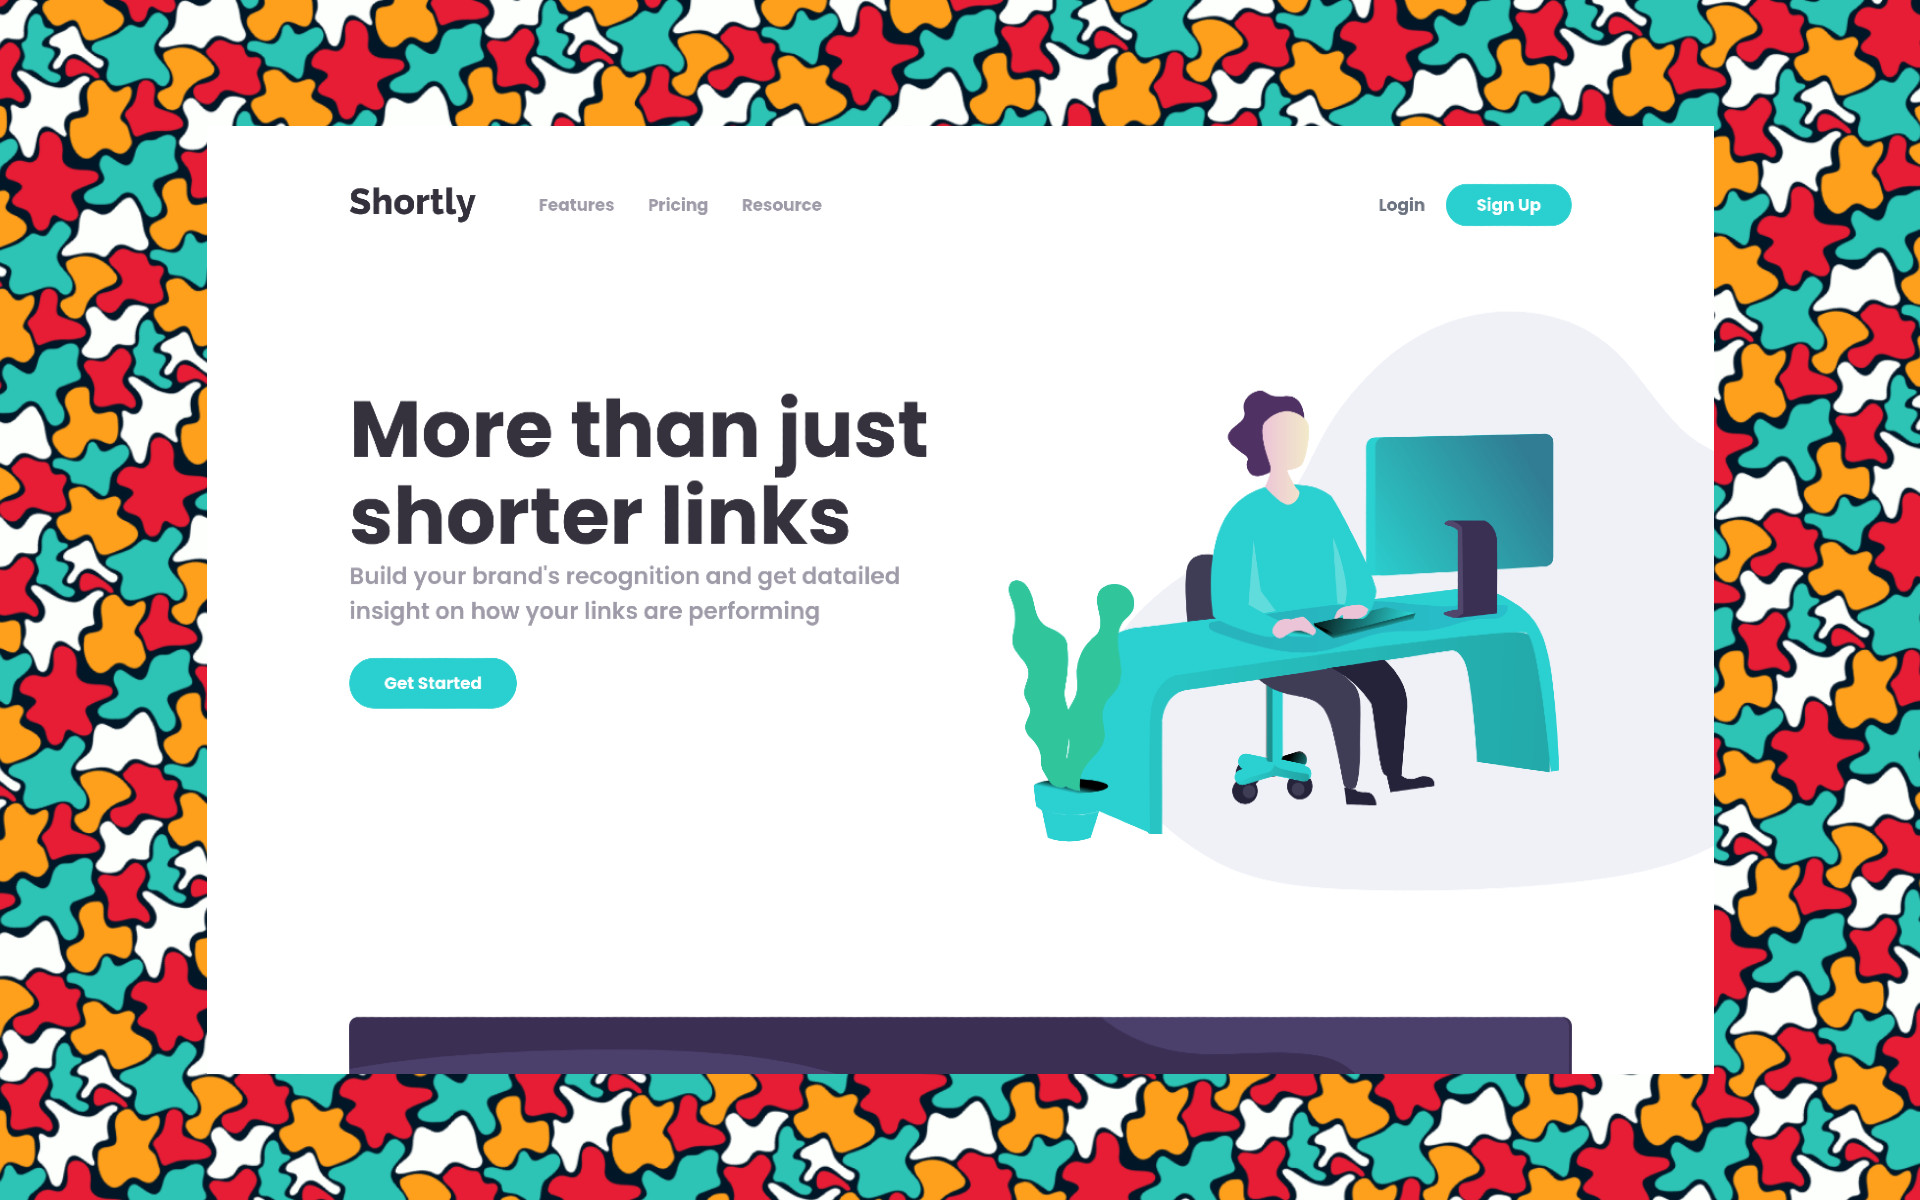 Shortly
Features Pricing Resource
Login Sign Up
More than just
shorter links
Build your brand's recognition and get datailed
insight on how your links are performing
Get Started